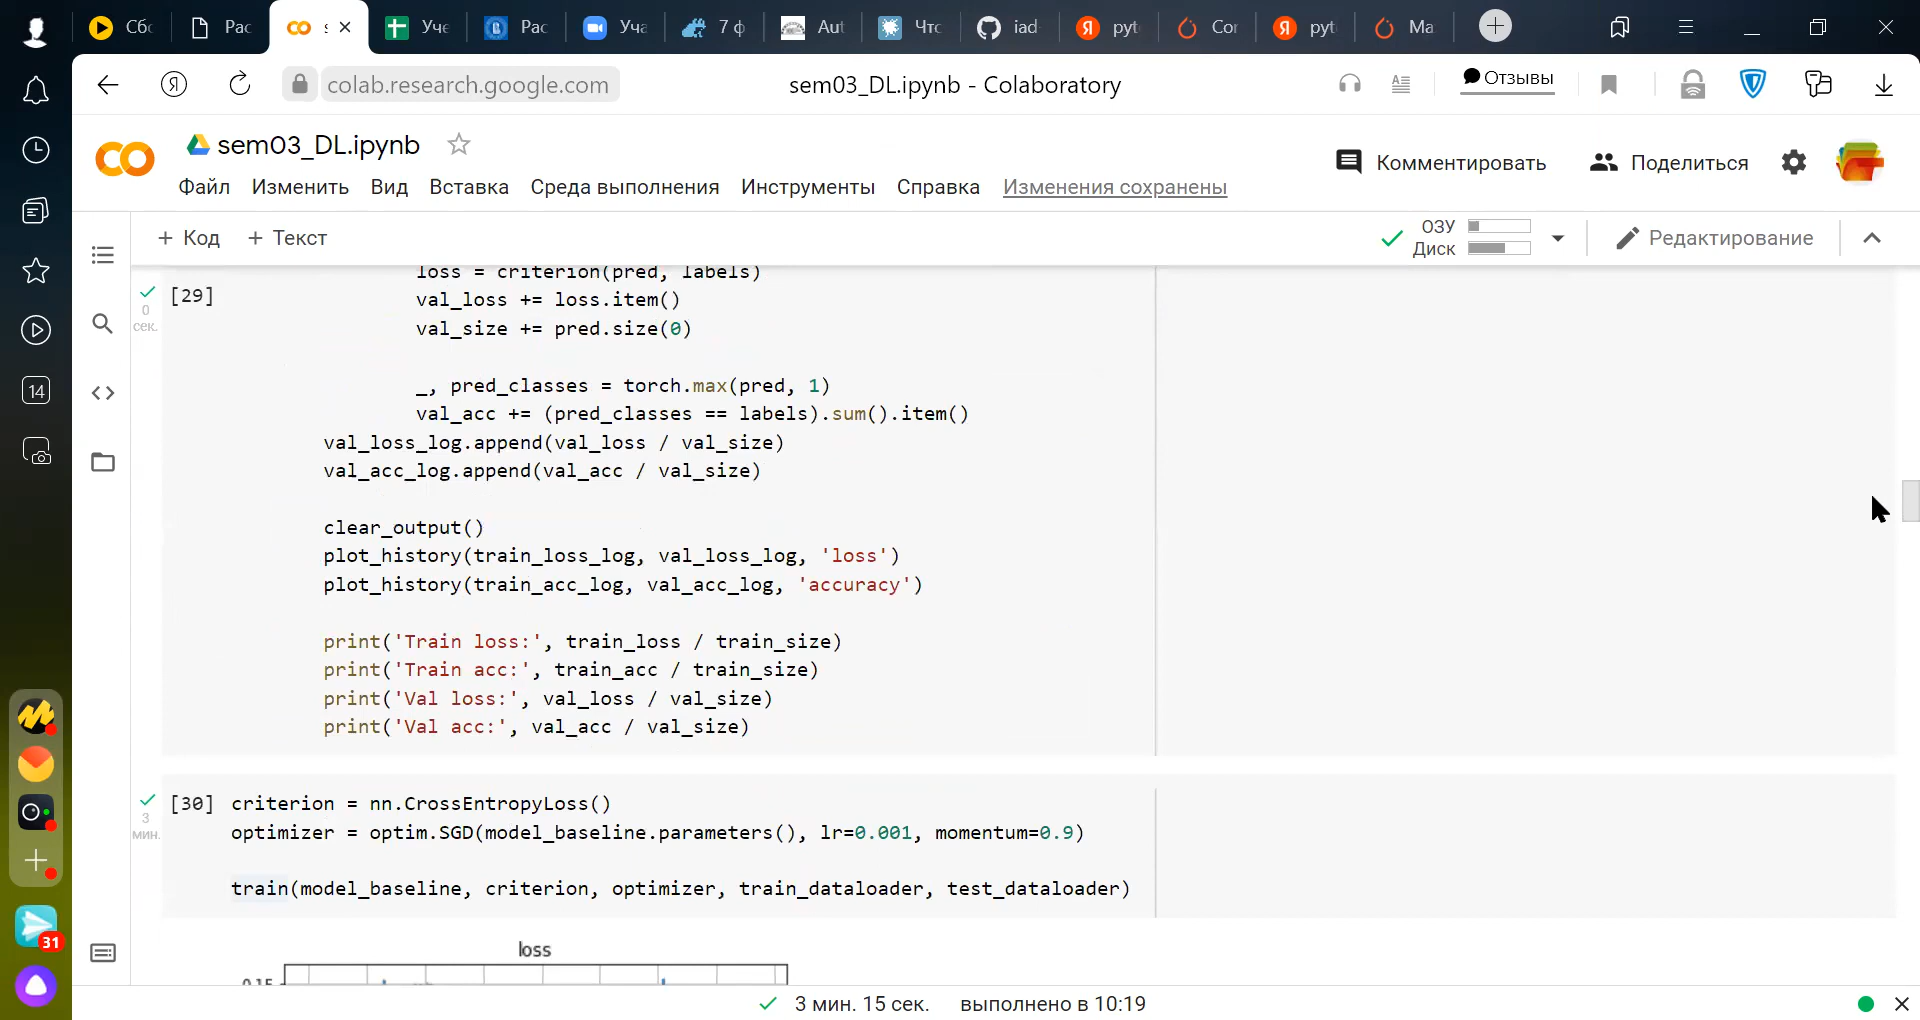 Сбо
Рас
s
Уче
Рас
Уча
7 ф
Aut
Что
iad
pyt
Cor
pyt
Ма
colab.research.google.com
sem03_DL.ipynb - Colaboratory
Отзывы
sem03_DL.ipynb
Комментировать
Поделиться
Файл Изменить Вид Вставка Среда выполнения Инструменты Справка Изменения сохранены
+ Код + Текст
ОЗУ
Диск
Редактирование
14
loss = criterion(pred, labels)
[29]
0
сек.
val_loss += loss.item()
val_size += pred.size(0)
_, pred_classes = torch.max(pred, 1)
val_acc += (pred_classes == labels).sum().item()
val_loss_log.append(val_loss / val_size)
val_acc_log.append(val_acc / val_size)
clear_output()
plot_history(train_loss_log, val_loss_log, 'loss')
plot_history(train_acc_log, val_acc_log, 'accuracy')
print('Train loss:', train_loss / train_size)
print('Train acc:', train_acc / train_size)
print('Val loss:', val_loss / val_size)
print('Val acc:', val_acc / val_size)
[30]
3
мин.
criterion = nn.CrossEntropyLoss()
optimizer = optim.SGD(model_baseline.parameters(), lr=0.001, momentum=0.9)
train(model_baseline, criterion, optimizer, train_dataloader, test_dataloader)
loss
0.15
31
3 мин. 15 сек. выполнено в 10:19